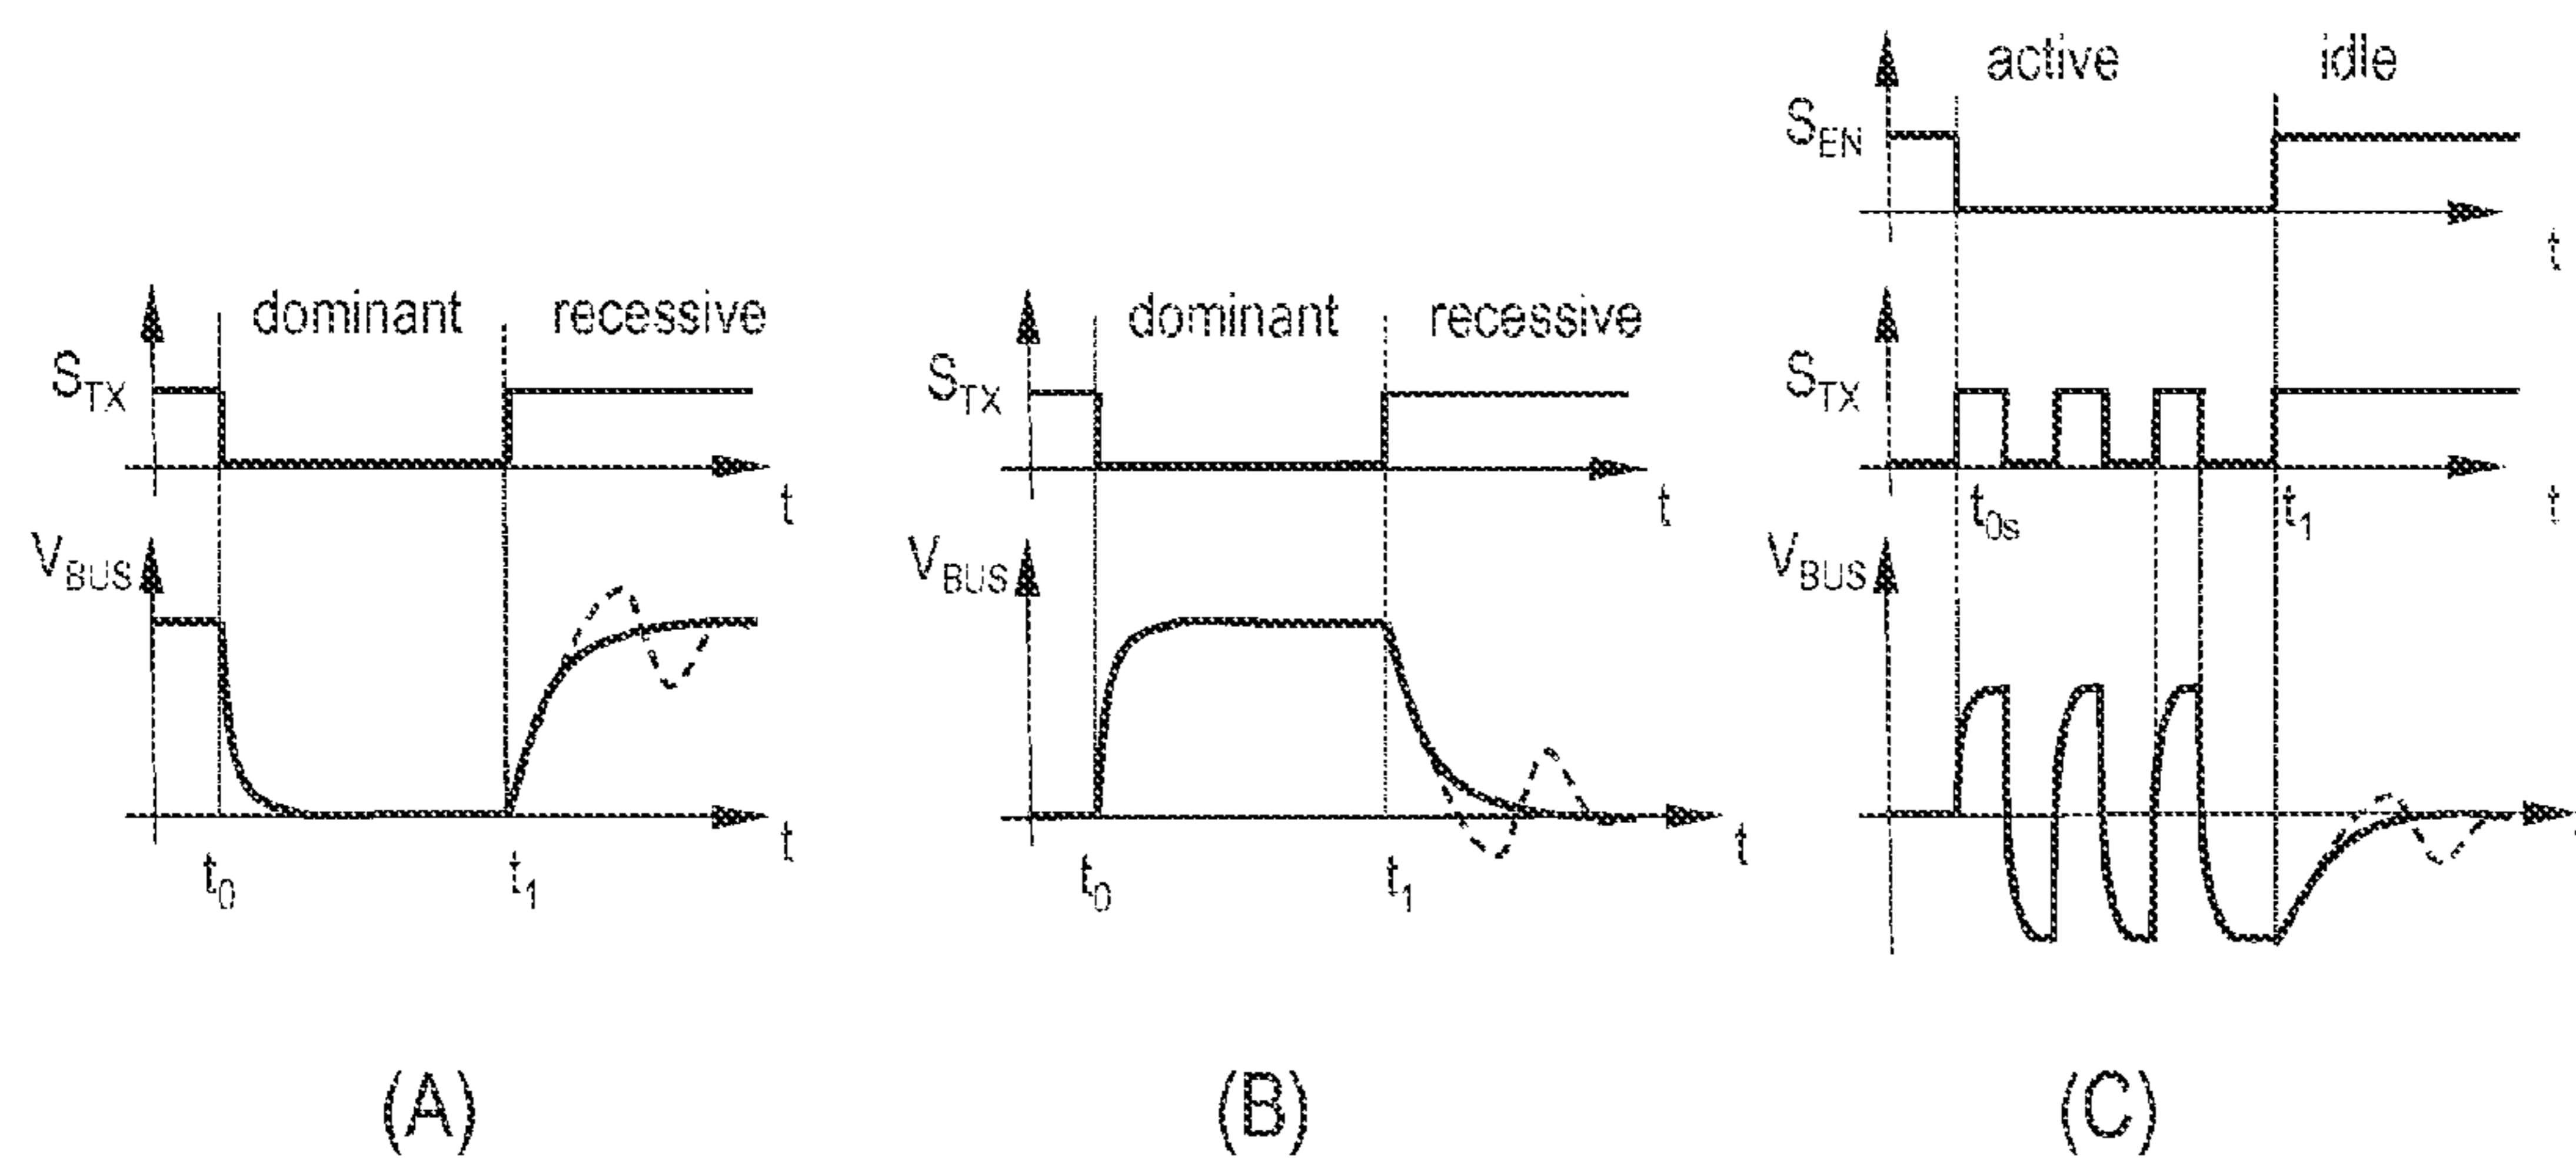 active idle
S_EN
t
dominant recessive
S_TX
t
V_BUS
t
t_0 t_1
dominant recessive
S_TX
t
V_BUS
t
t_0 t_1
S_TX
t_0s t_1 t
V_BUS
(A) (B) (C)